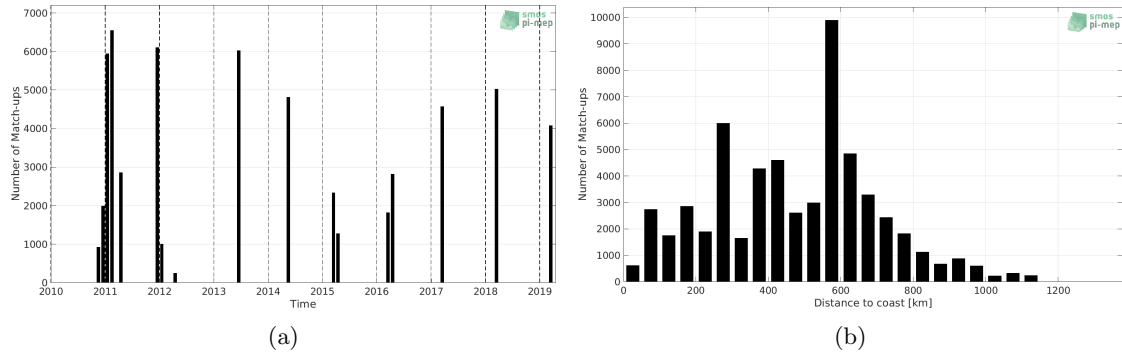 7000
6000
5000
4000
3000
2000
1000
0
Number of Match-ups
2010 2011 2012 2013 2014 2015 2016 2017 2018 2019
Time
smos
pi-mep
(a)
10000
9000
8000
7000
6000
5000
4000
3000
2000
1000
0
Number of Match-ups
0 200 400 600 800 1000 1200
Distance to coast [km]
smos
pi-mep
(b)